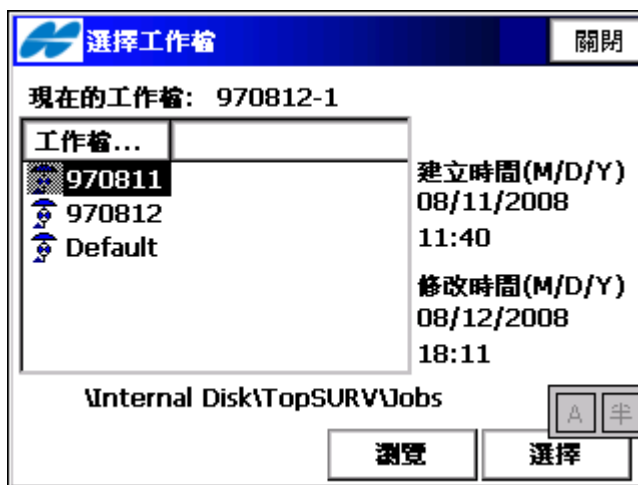 選擇工作檔
關閉
現在的工作檔: 970812-1
工作檔...
970811
970812
Default
建立時間(M/D/Y)
08/11/2008
11:40
修改時間(M/D/Y)
08/12/2008
18:11
\Internal Disk\TopSURV\Jobs
A 半
瀏覽
選擇